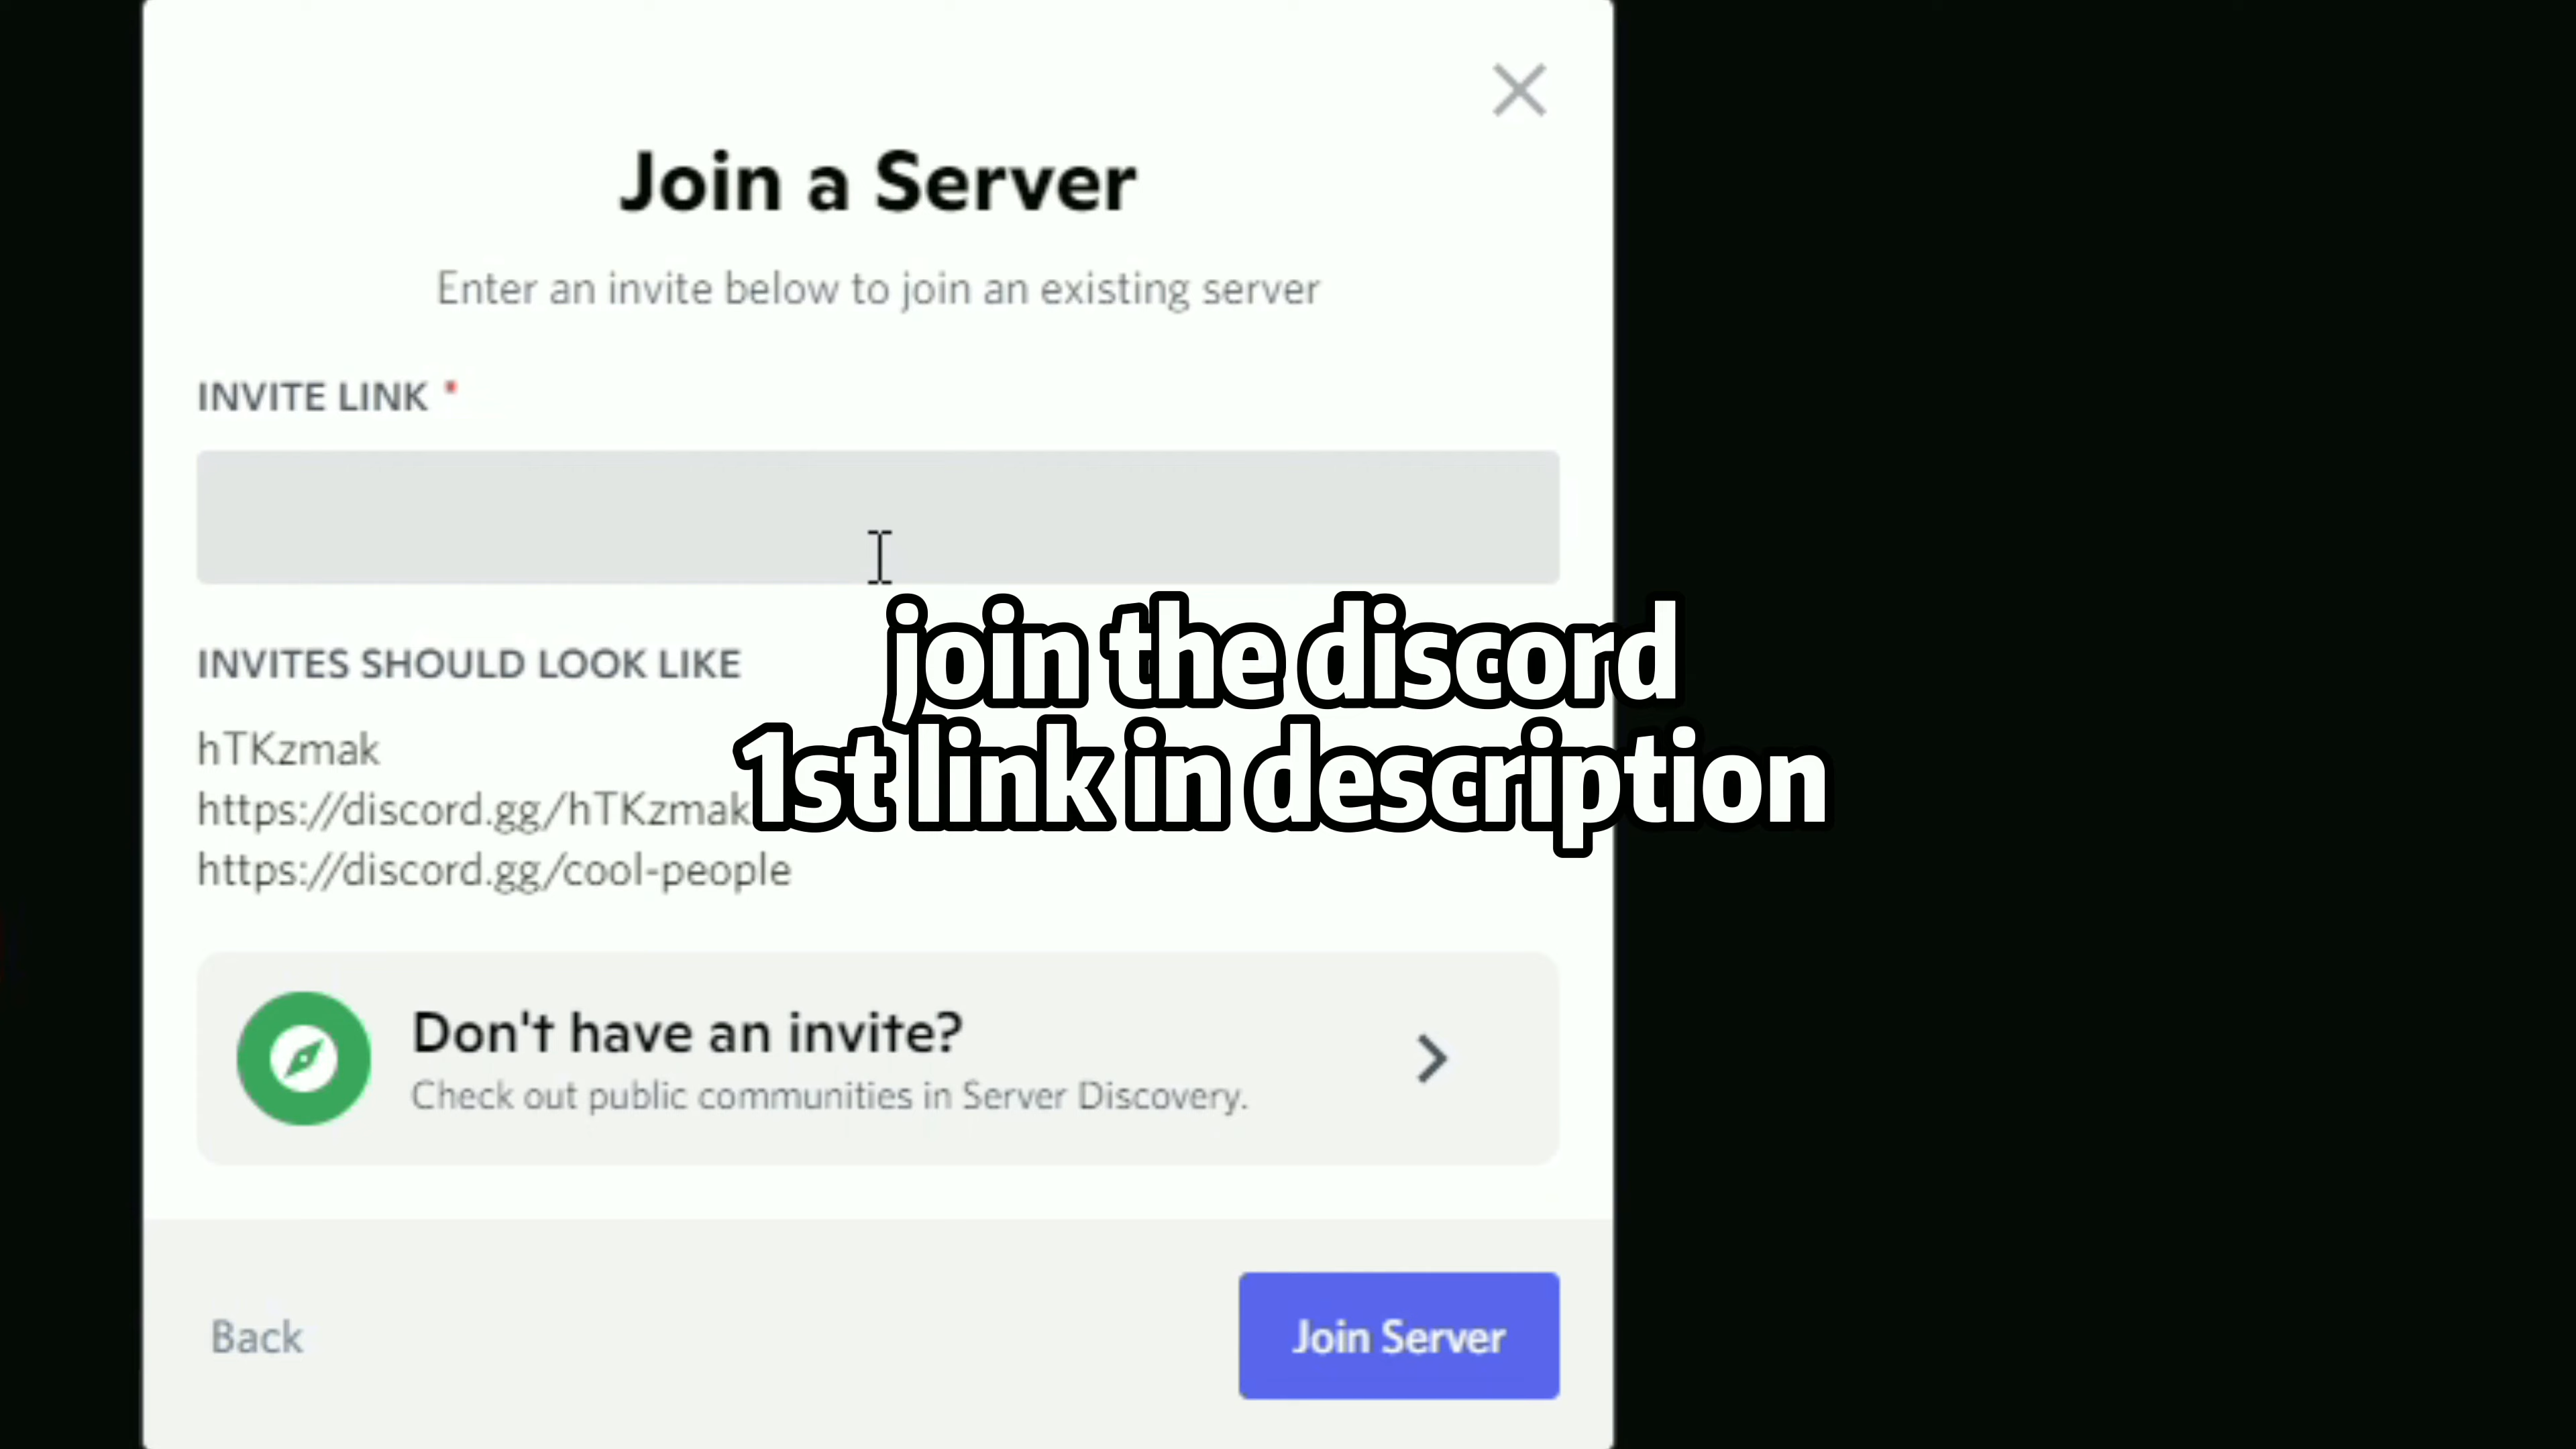 Join a Server
Enter an invite below to join an existing server
INVITE LINK *
INVITES SHOULD LOOK LIKE
hTKzmak
https://discord.gg/hTKzmak
https://discord.gg/cool-people
join the discord
1st link in description
Don't have an invite?
Check out public communities in Server Discovery.
Back
Join Server